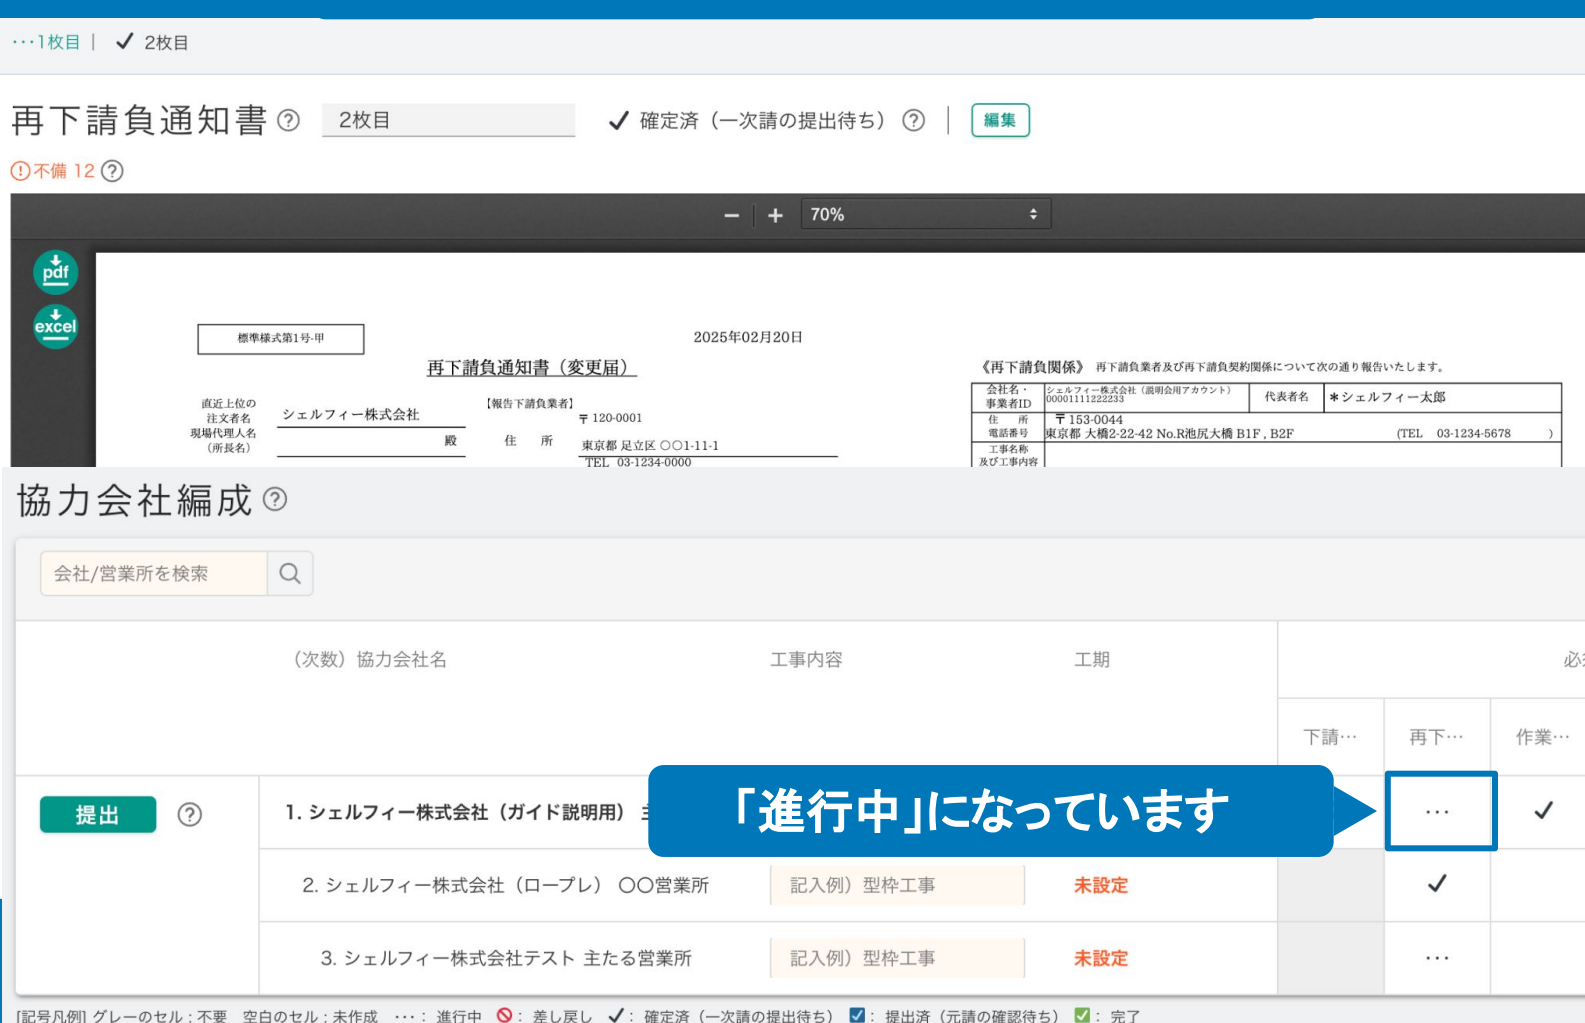 ···1枚目 | ✓ 2枚目
再下請負通知書 ? 2枚目 ✓ 確定済（一次請の提出待ち） ? | 編集
! 不備 12 ?
− + 70%
pdf
excel
標準様式第1号-甲
2025年02月20日
再下請負通知書（変更届）
直近上位の
注文者名
シェルフィー株式会社
現場代理人名
（所長名）
殿
【報告下請負業者】
〒120-0001
住　所
東京都 足立区 〇〇1-11-1
TEL 03-1234-0000
《再下請負関係》 再下請負業者及び再下請負契約関係について次の通り報告いたします。
会社名・
事業者ID
シェルフィー株式会社（説明会用アカウント）
00001111222233
代表者名
＊シェルフィー太郎
住　所
電話番号
〒153-0044
東京都 大橋2-22-42 No.R池尻大橋 B1F , B2F
(TEL 03-1234-5678 )
工事名称
及び工事内容
協力会社編成 ?
会社/営業所を検索
（次数）協力会社名 工事内容 工期
下請··· 再下··· 作業···
提出 ?
1. シェルフィー株式会社（ガイド説明用）
「進行中」になっています
··· ✓
2. シェルフィー株式会社（ロープレ） 〇〇営業所 記入例）型枠工事 未設定 ✓
3. シェルフィー株式会社テスト 主たる営業所 記入例）型枠工事 未設定 ···
[記号凡例] グレーのセル : 不要 空白のセル : 未作成 ··· : 進行中 🚫 : 差し戻し ✓ : 確定済（一次請の提出待ち） ☑ : 提出済（元請の確認待ち） ✅ : 完了